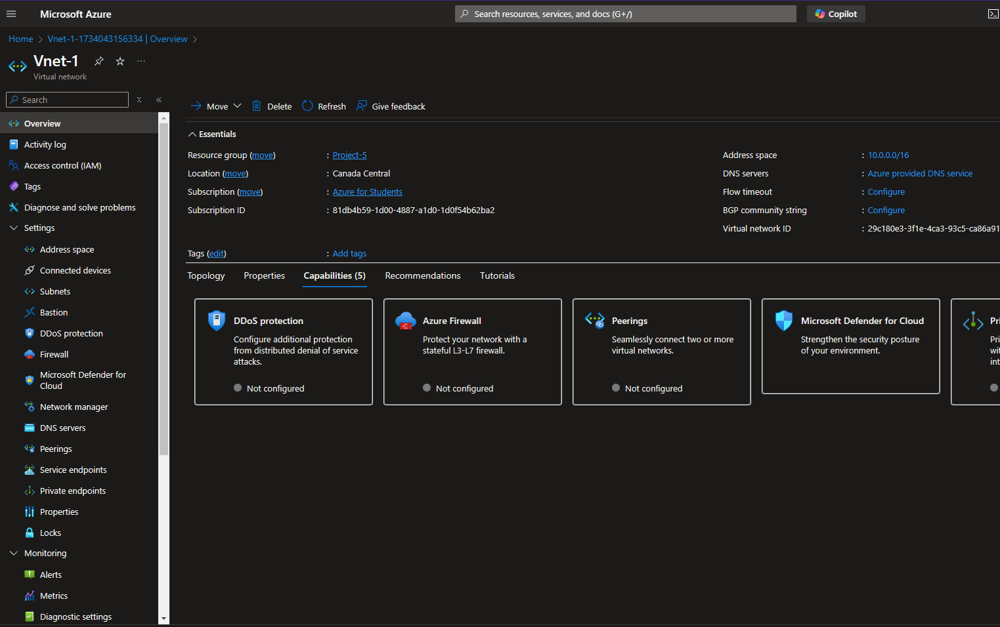 Microsoft Azure
Search resources, services, and docs (G+/)
Copilot
Home > Vnet-1-1734043156334 | Overview >
Vnet-1
Virtual network
Search
Overview
Activity log
Access control (IAM)
Tags
Diagnose and solve problems
Settings
Address space
Connected devices
Subnets
Bastion
DDoS protection
Firewall
Microsoft Defender for
Cloud
Network manager
DNS servers
Peerings
Service endpoints
Private endpoints
Properties
Locks
Monitoring
Alerts
Metrics
Diagnostic settings
Move
Delete
Refresh
Give feedback
Essentials
Resource group (move) : Project-5
Location (move) : Canada Central
Subscription (move) : Azure for Students
Subscription ID : 81db4b59-1d00-4887-a1d0-1d0f54b62ba2
Address space : 10.0.0.0/16
DNS servers : Azure provided DNS service
Flow timeout : Configure
BGP community string : Configure
Virtual network ID : 29c180e3-3f1e-4ca3-93c5-ca86a91
Tags (edit) : Add tags
Topology
Properties
Capabilities (5)
Recommendations
Tutorials
DDoS protection
Configure additional protection
from distributed denial of service
attacks.
Not configured
Azure Firewall
Protect your network with a
stateful L3-L7 firewall.
Not configured
Peerings
Seamlessly connect two or more
virtual networks.
Not configured
Microsoft Defender for Cloud
Strengthen the security posture
of your environment.